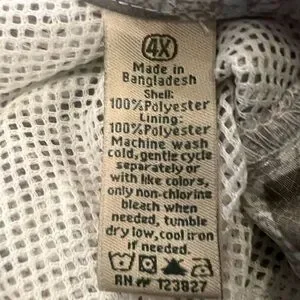 4X
Made in
Bangladesh
Shell:
100%Polyester
Lining:
100%Polyester
Machine wash
cold, gentle cycle
separately or
with like colors,
only non-chlorine
bleach when
needed, tumble
dry low, cool iron
if needed.
RN# 123827